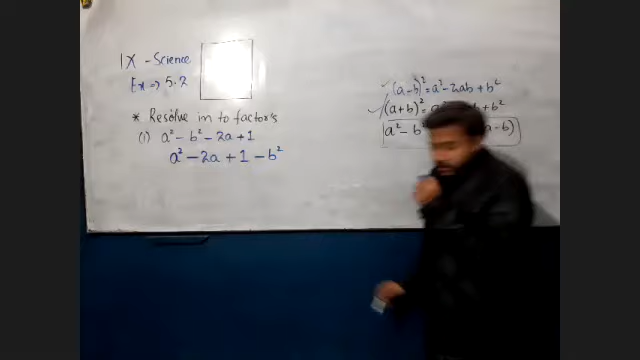 IX - Science
Ex => 5.2
* Resolve in to factor's
(i) a² - b² - 2a + 1
a² - 2a + 1 - b²
(a-b)² = a² - 2ab + b²
(a+b)² = + b²
a² - b² a - b)